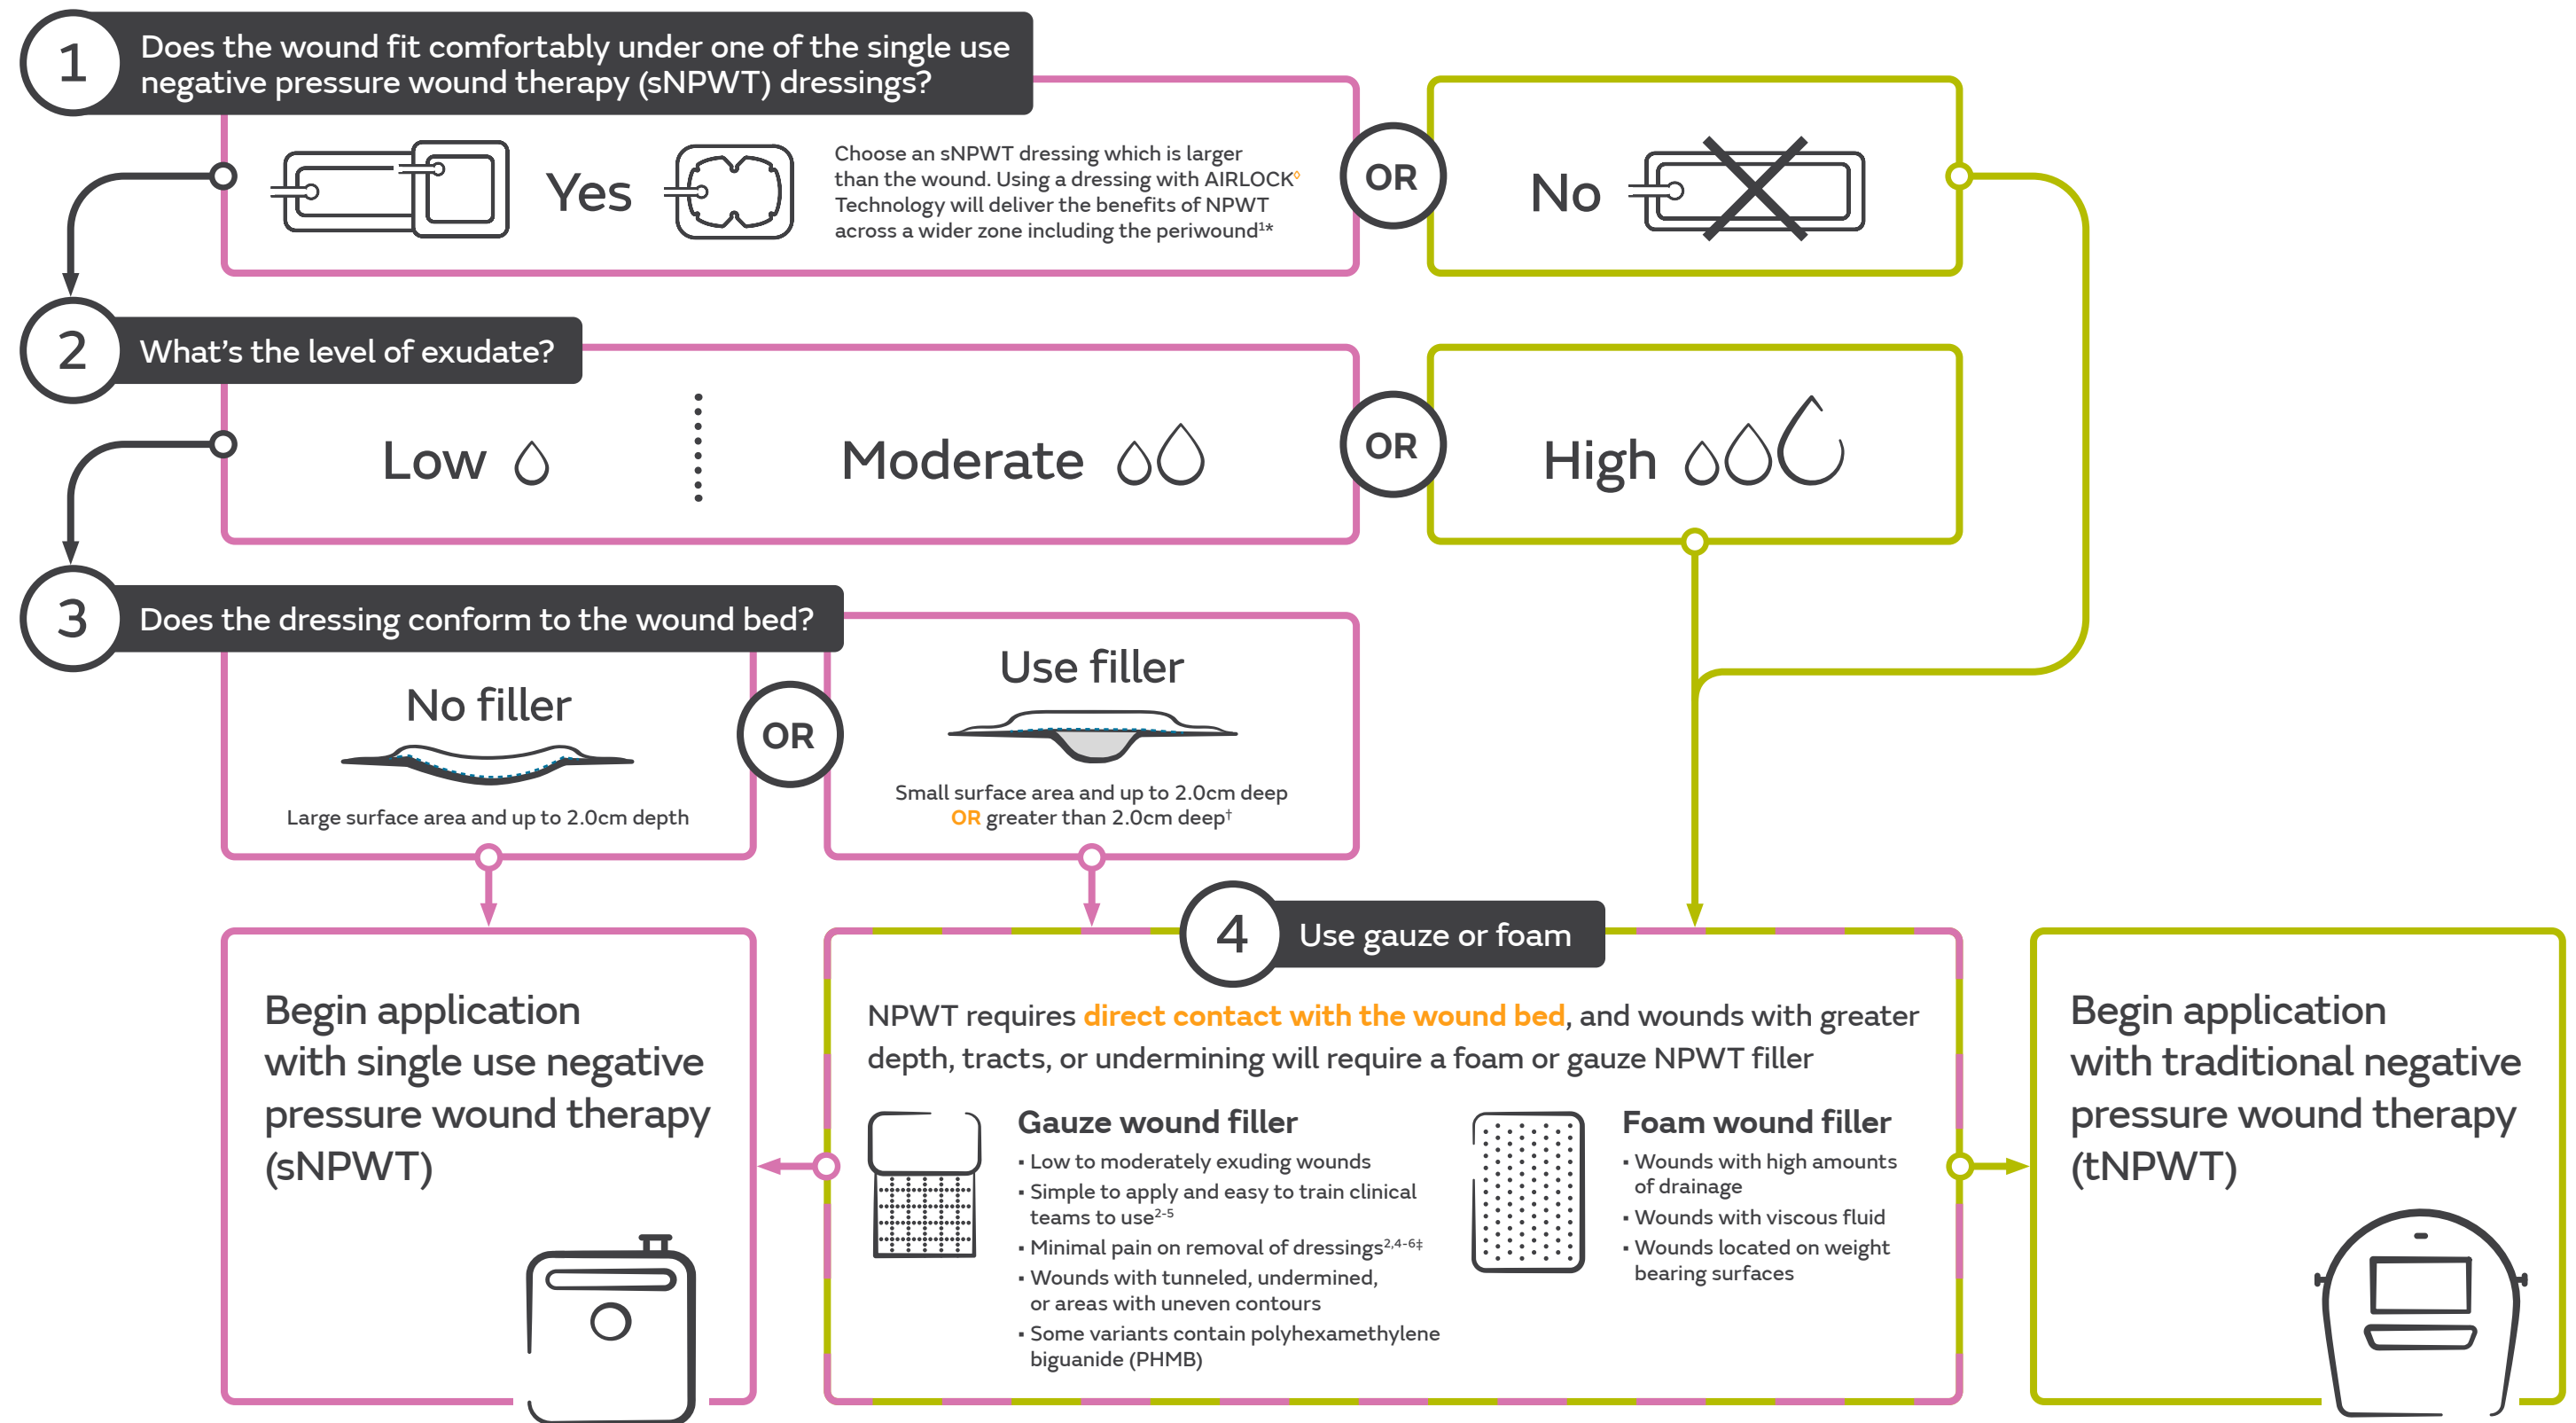 1
Does the wound fit comfortably under one of the single use
negative pressure wound therapy (sNPWT) dressings?
Yes
Choose an sNPWT dressing which is larger
than the wound. Using a dressing with AIRLOCK◊
Technology will deliver the benefits of NPWT
across a wider zone including the periwound¹*
OR
No
2
What's the level of exudate?
Low
Moderate
OR
High
3
Does the dressing conform to the wound bed?
No filler
Large surface area and up to 2.0cm depth
OR
Use filler
Small surface area and up to 2.0cm deep
OR greater than 2.0cm deep†
Begin application
with single use negative
pressure wound therapy
(sNPWT)
4
Use gauze or foam
NPWT requires direct contact with the wound bed, and wounds with greater
depth, tracts, or undermining will require a foam or gauze NPWT filler
Gauze wound filler
▪ Low to moderately exuding wounds
▪ Simple to apply and easy to train clinical
teams to use²⁻⁵
▪ Minimal pain on removal of dressings²,⁴⁻⁶‡
▪ Wounds with tunneled, undermined,
or areas with uneven contours
▪ Some variants contain polyhexamethylene
biguanide (PHMB)
Foam wound filler
▪ Wounds with high amounts
of drainage
▪ Wounds with viscous fluid
▪ Wounds located on weight
bearing surfaces
Begin application
with traditional negative
pressure wound therapy
(tNPWT)